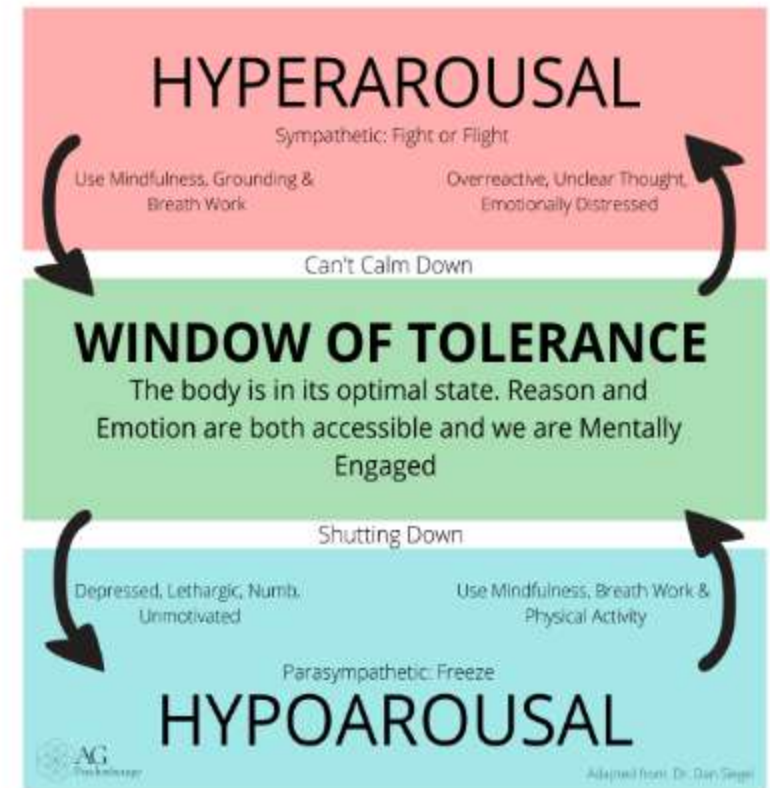 HYPERAROUSAL
Sympathetic: Fight or Flight
Use Mindfulness, Grounding &
Breath Work
Overreactive, Unclear Thought,
Emotionally Distressed
Can't Calm Down
WINDOW OF TOLERANCE
The body is in its optimal state. Reason and
Emotion are both accessible and we are Mentally
Engaged
Shutting Down
Depressed, Lethargic, Numb,
Unmotivated
Use Mindfulness, Breath Work &
Physical Activity
Parasympathetic: Freeze
HYPOAROUSAL
AG
Psychotherapy
Adapted from: Dr. Dan Siegel